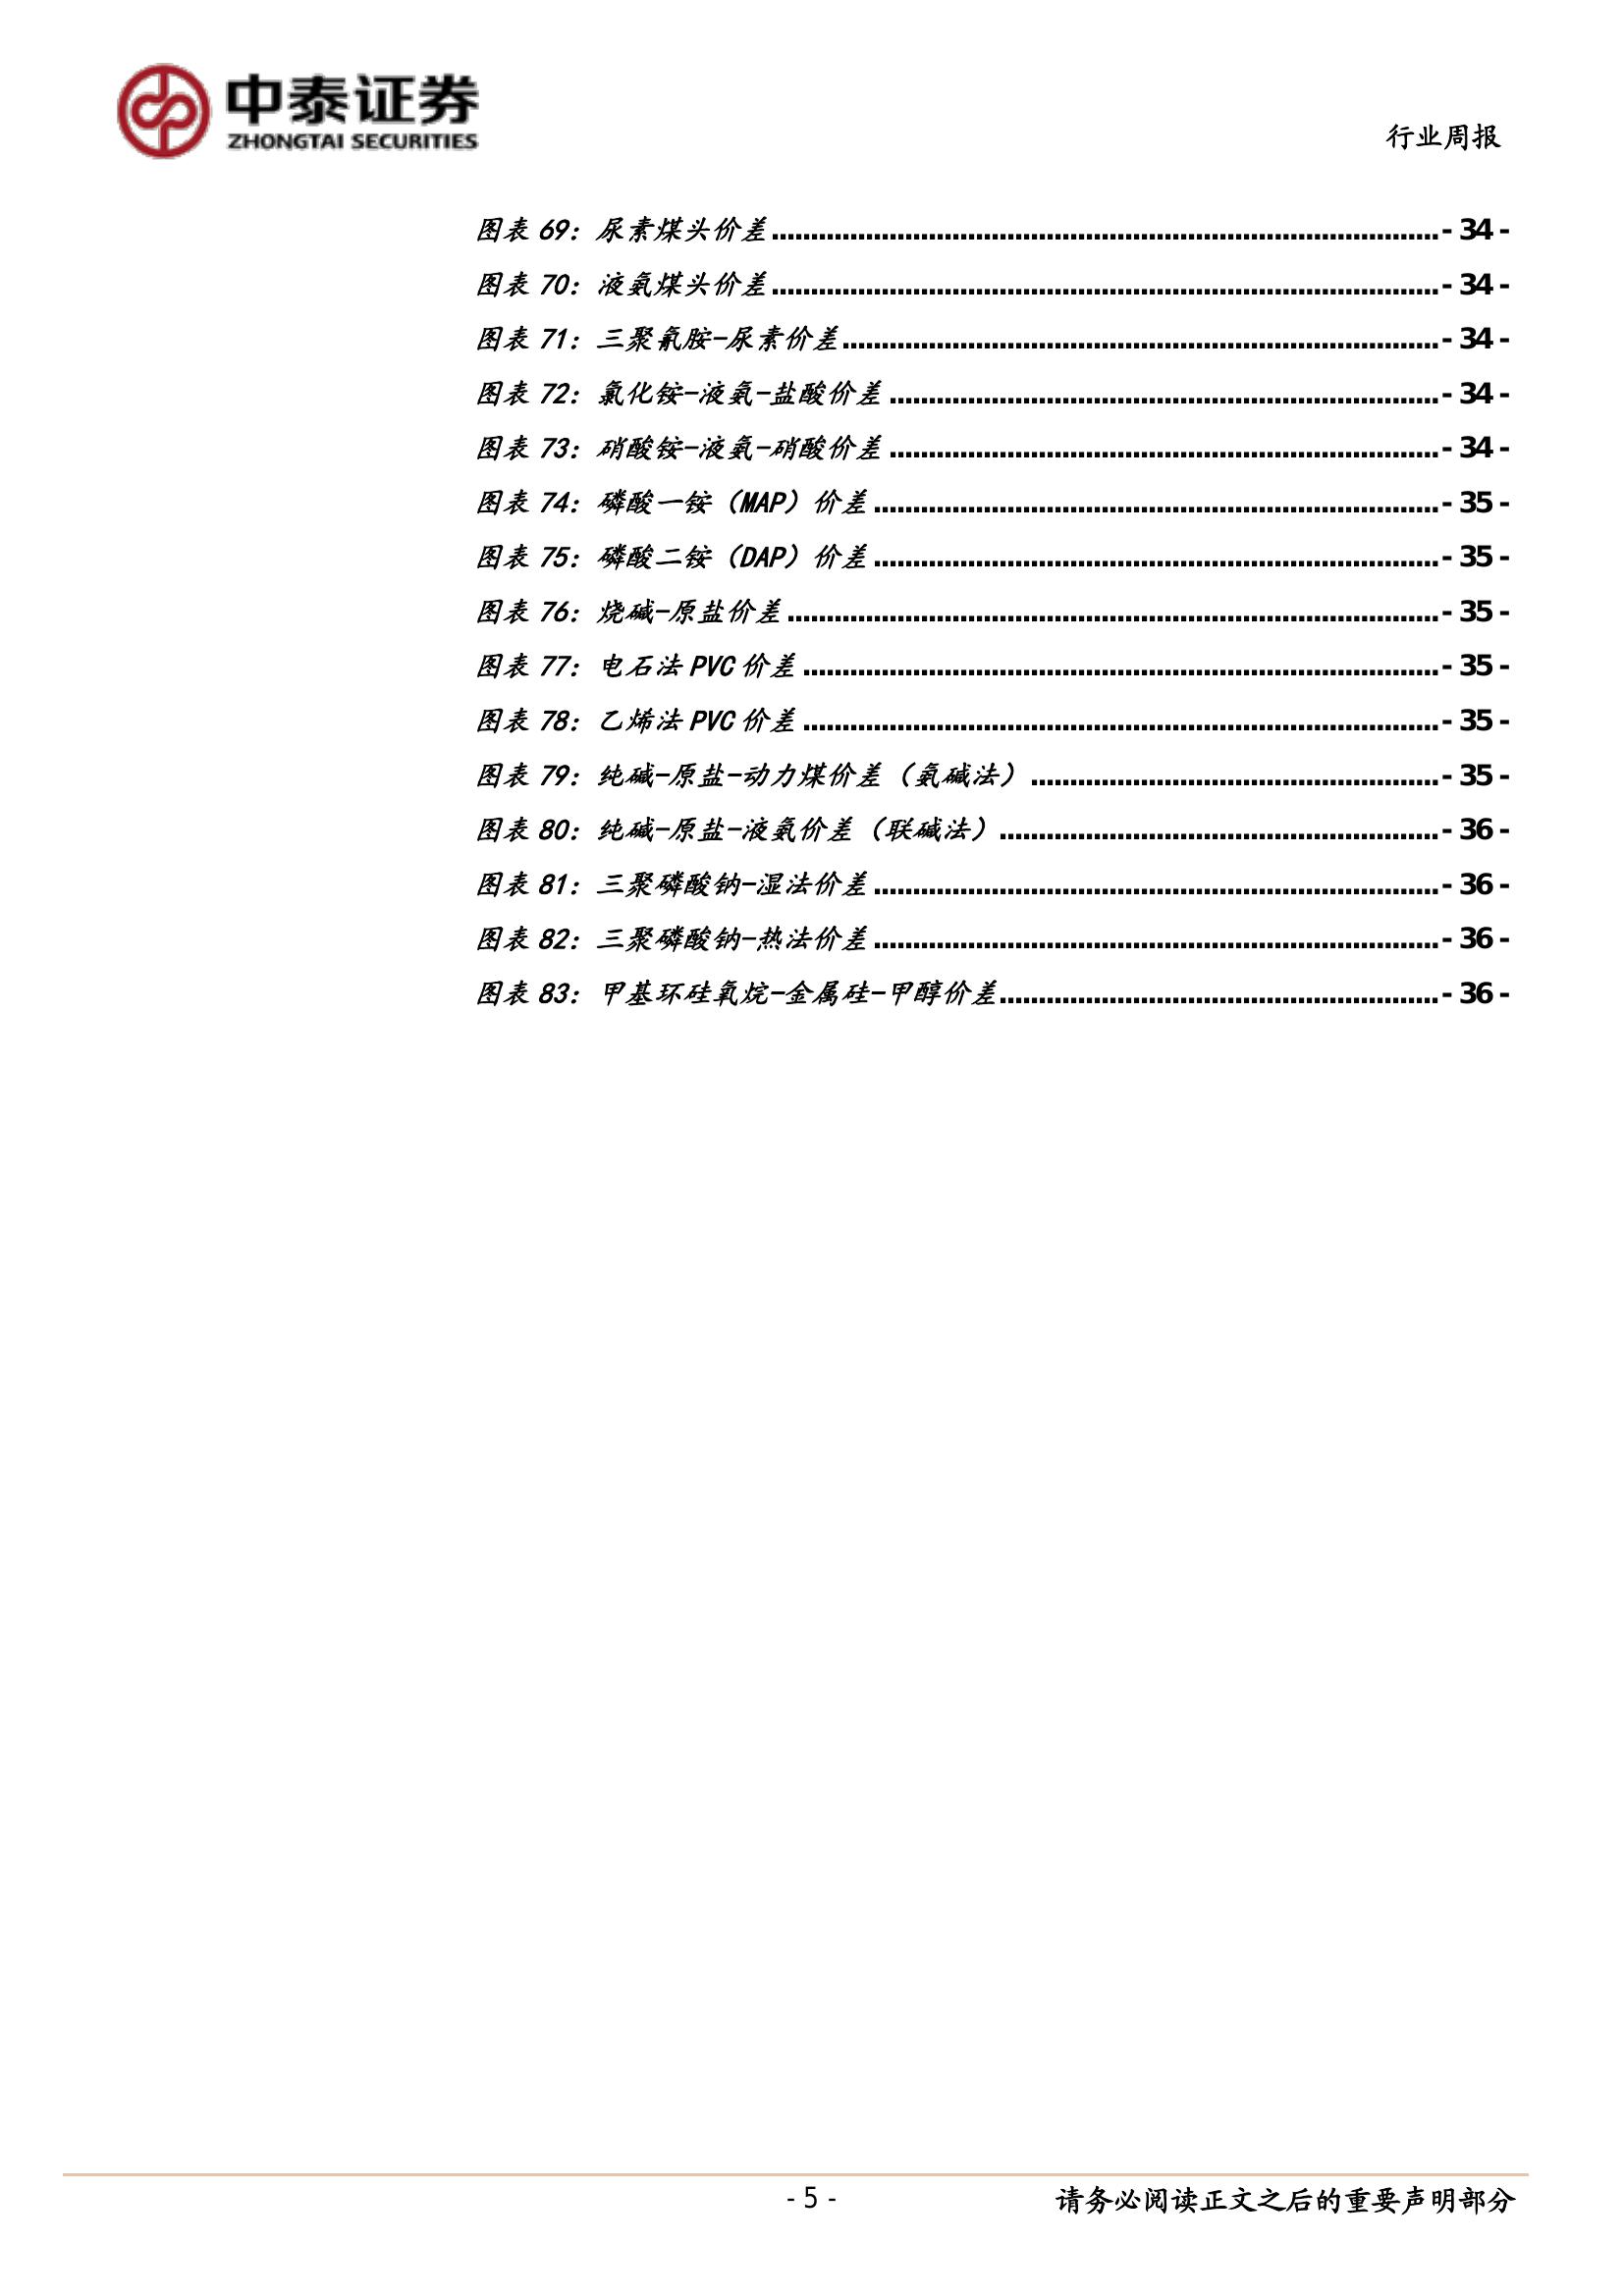 中泰证券
ZHONGTAI SECURITIES
行业周报
图表 69：尿素煤头价差- 34 -
图表 70：液氨煤头价差- 34 -
图表 71：三聚氰胺-尿素价差- 34 -
图表 72：氯化铵-液氨-盐酸价差- 34 -
图表 73：硝酸铵-液氨-硝酸价差- 34 -
图表 74：磷酸一铵（MAP）价差- 35 -
图表 75：磷酸二铵（DAP）价差- 35 -
图表 76：烧碱-原盐价差- 35 -
图表 77：电石法 PVC 价差- 35 -
图表 78：乙烯法 PVC 价差- 35 -
图表 79：纯碱-原盐-动力煤价差（氨碱法）- 35 -
图表 80：纯碱-原盐-液氨价差（联碱法）- 36 -
图表 81：三聚磷酸钠-湿法价差- 36 -
图表 82：三聚磷酸钠-热法价差- 36 -
图表 83：甲基环硅氧烷-金属硅-甲醇价差- 36 -
- 5 -
请务必阅读正文之后的重要声明部分